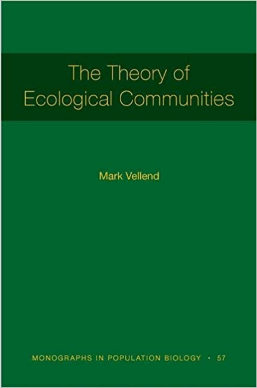 The Theory of
Ecological Communities
Mark Vellend
MONOGRAPHS IN POPULATION BIOLOGY • 57